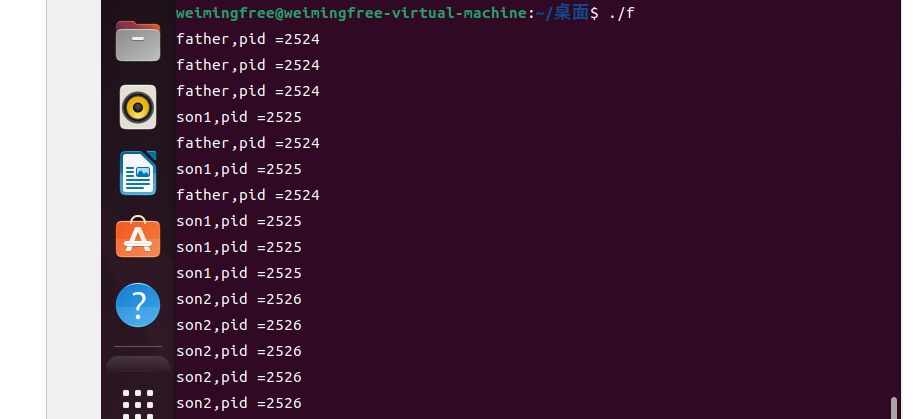 weimingfree@weimingfree-virtual-machine:~/桌面$ ./f
father,pid =2524
father,pid =2524
father,pid =2524
son1,pid =2525
father,pid =2524
son1,pid =2525
father,pid =2524
son1,pid =2525
son1,pid =2525
son1,pid =2525
son2,pid =2526
son2,pid =2526
son2,pid =2526
son2,pid =2526
son2,pid =2526